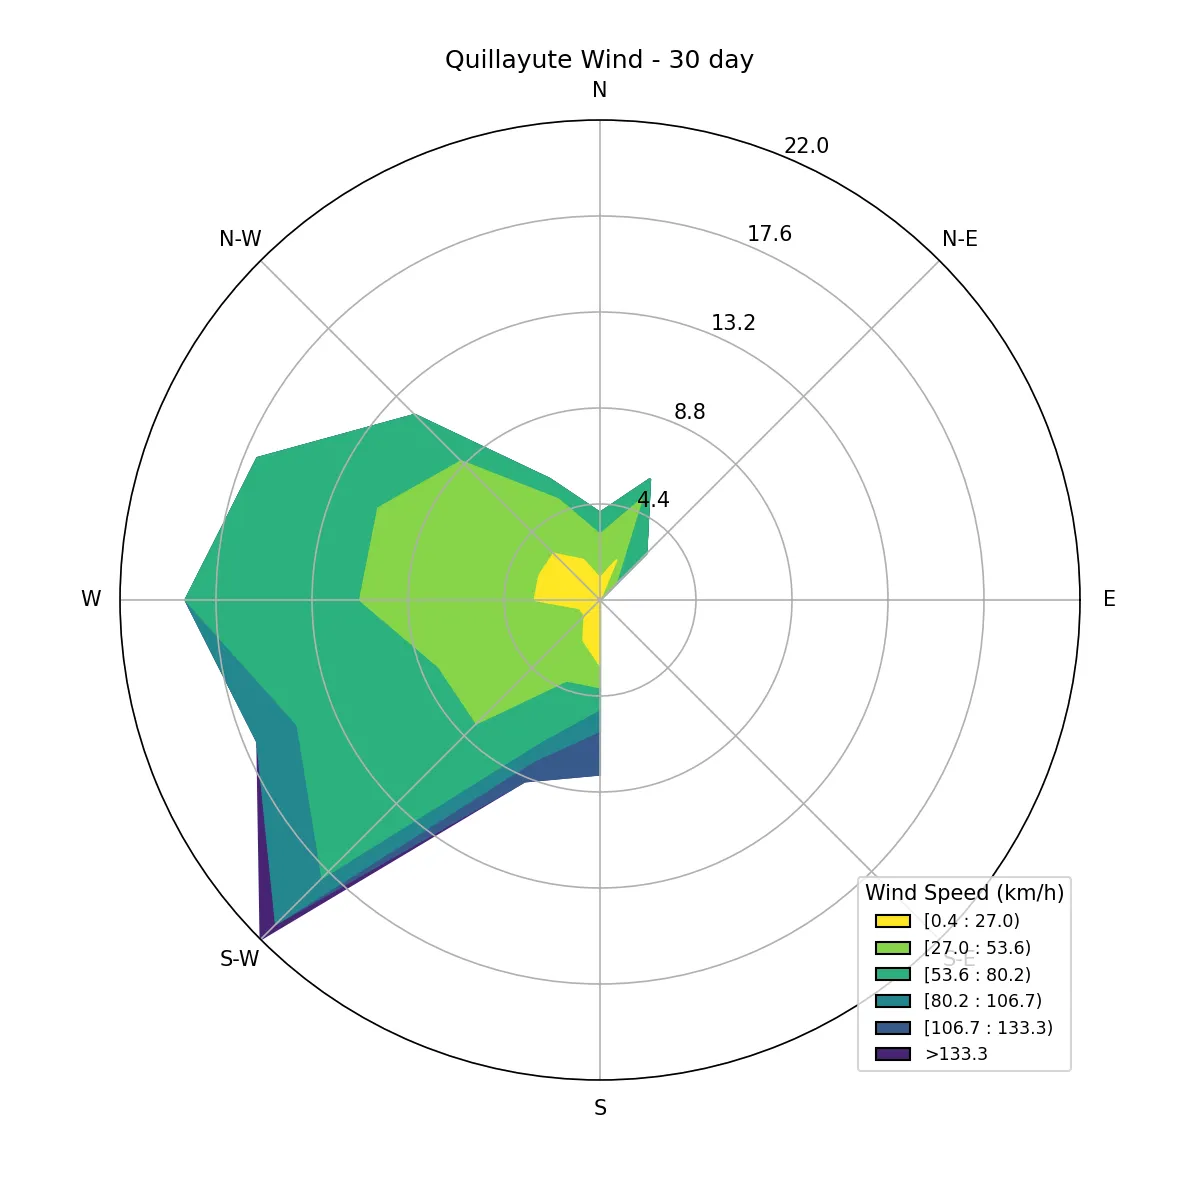 Quillayute Wind - 30 day
N
22.0
N-W
17.6
N-E
13.2
8.8
4.4
W
E
Wind Speed (km/h)
[0.4 : 27.0)
[27.0 : 53.6)
S-W
S-E
[53.6 : 80.2)
[80.2 : 106.7)
[106.7 : 133.3)
>133.3
S